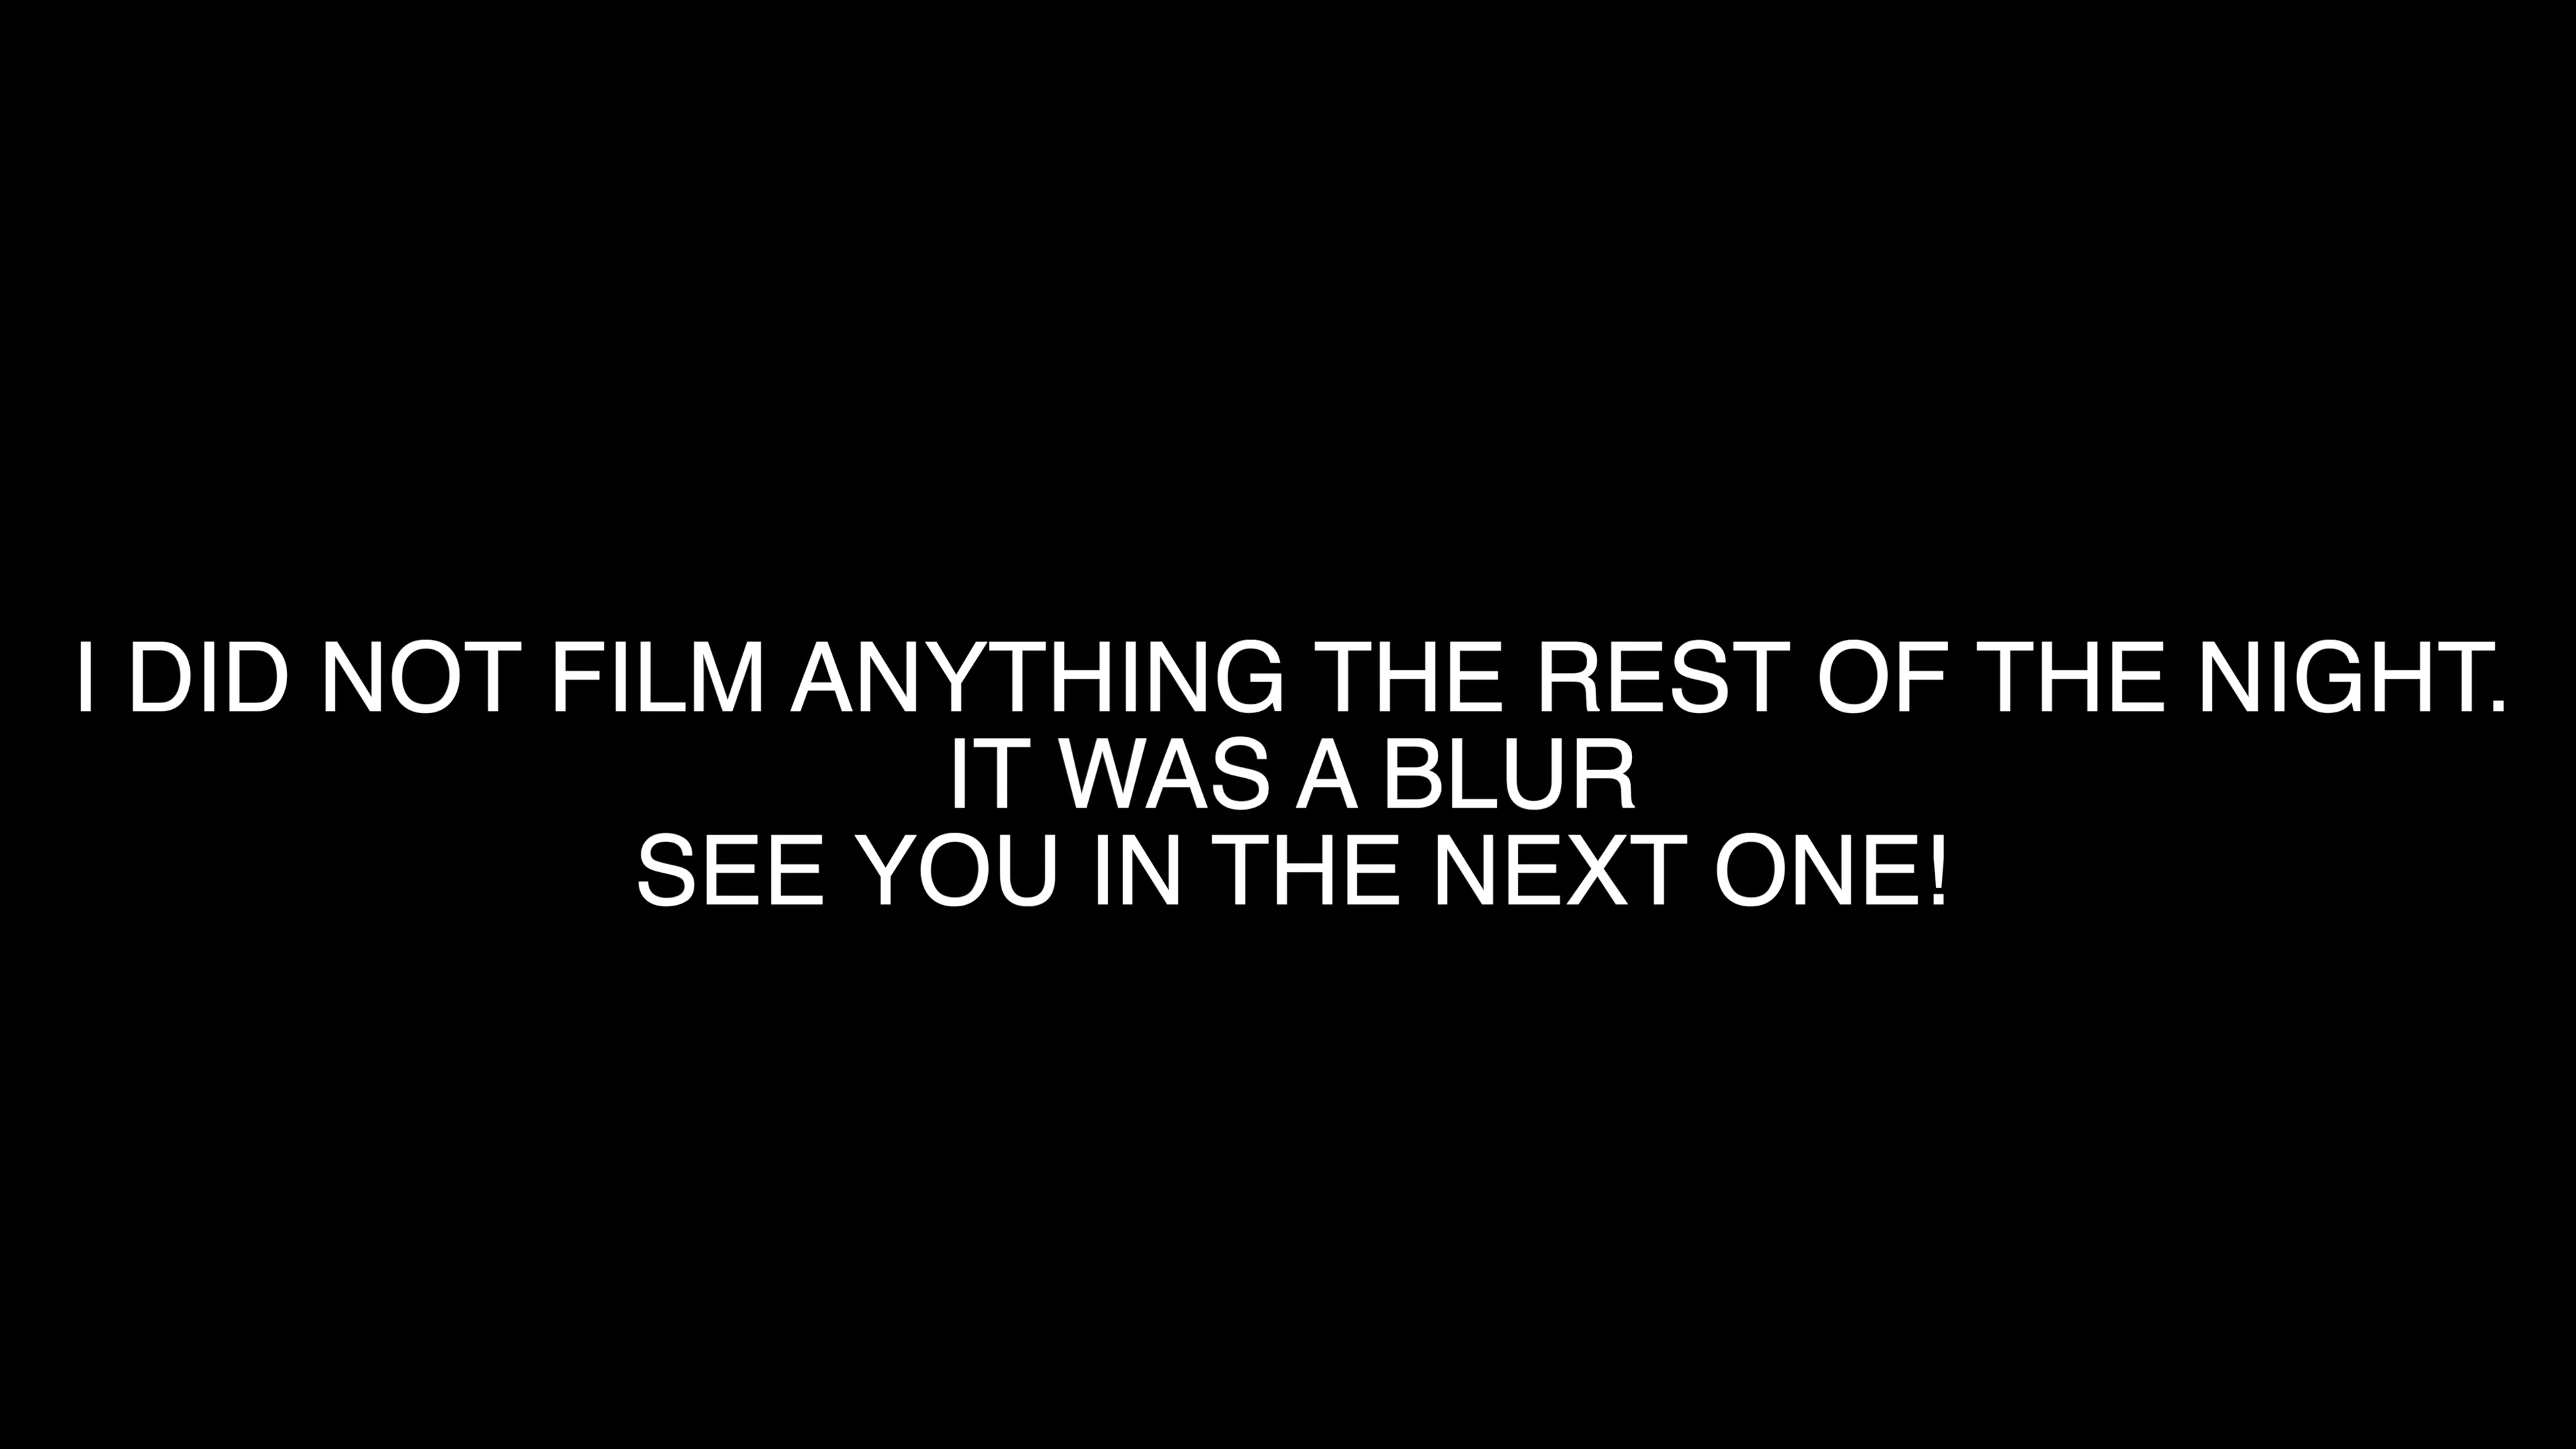 I DID NOT FILM ANYTHING THE REST OF THE NIGHT.
IT WAS A BLUR
SEE YOU IN THE NEXT ONE!